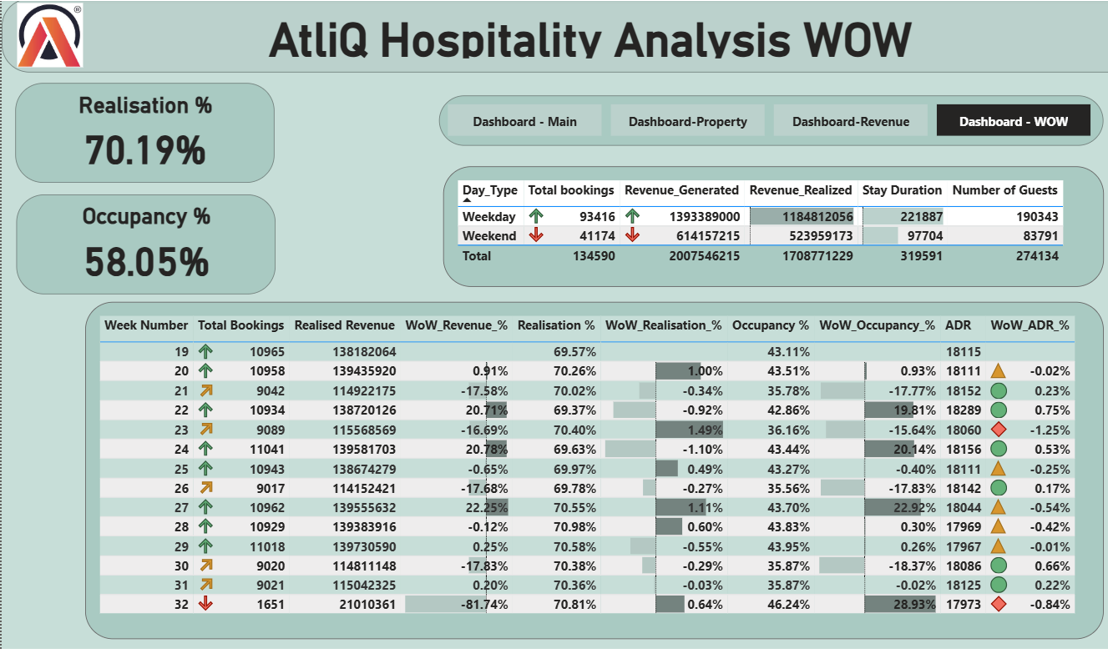 AtliQ Hospitality Analysis WOW
®
Realisation %
70.19%
Occupancy %
58.05%
Dashboard - Main Dashboard-Property Dashboard-Revenue Dashboard - WOW
Day_Type Total bookings Revenue_Generated Revenue_Realized Stay Duration Number of Guests
Weekday 93416 1393389000 1184812056 221887 190343
Weekend 41174 614157215 523959173 97704 83791
Total 134590 2007546215 1708771229 319591 274134
Week Number Total Bookings Realised Revenue WoW_Revenue_% Realisation % WoW_Realisation_% Occupancy % WoW_Occupancy_% ADR WoW_ADR_%
19 10965 138182064 69.57% 43.11% 18115
20 10958 139435920 0.91% 70.26% 1.00% 43.51% 0.93% 18111 -0.02%
21 9042 114922175 -17.58% 70.02% -0.34% 35.78% -17.77% 18152 0.23%
22 10934 138720126 20.71% 69.37% -0.92% 42.86% 19.81% 18289 0.75%
23 9089 115568569 -16.69% 70.40% 1.49% 36.16% -15.64% 18060 -1.25%
24 11041 139581703 20.78% 69.63% -1.10% 43.44% 20.14% 18156 0.53%
25 10943 138674279 -0.65% 69.97% 0.49% 43.27% -0.40% 18111 -0.25%
26 9017 114152421 -17.68% 69.78% -0.27% 35.56% -17.83% 18142 0.17%
27 10962 139555632 22.25% 70.55% 1.11% 43.70% 22.92% 18044 -0.54%
28 10929 139383916 -0.12% 70.98% 0.60% 43.83% 0.30% 17969 -0.42%
29 11018 139730590 0.25% 70.58% -0.55% 43.95% 0.26% 17967 -0.01%
30 9020 114811148 -17.83% 70.38% -0.29% 35.87% -18.37% 18086 0.66%
31 9021 115042325 0.20% 70.36% -0.03% 35.87% -0.02% 18125 0.22%
32 1651 21010361 -81.74% 70.81% 0.64% 46.24% 28.93% 17973 -0.84%